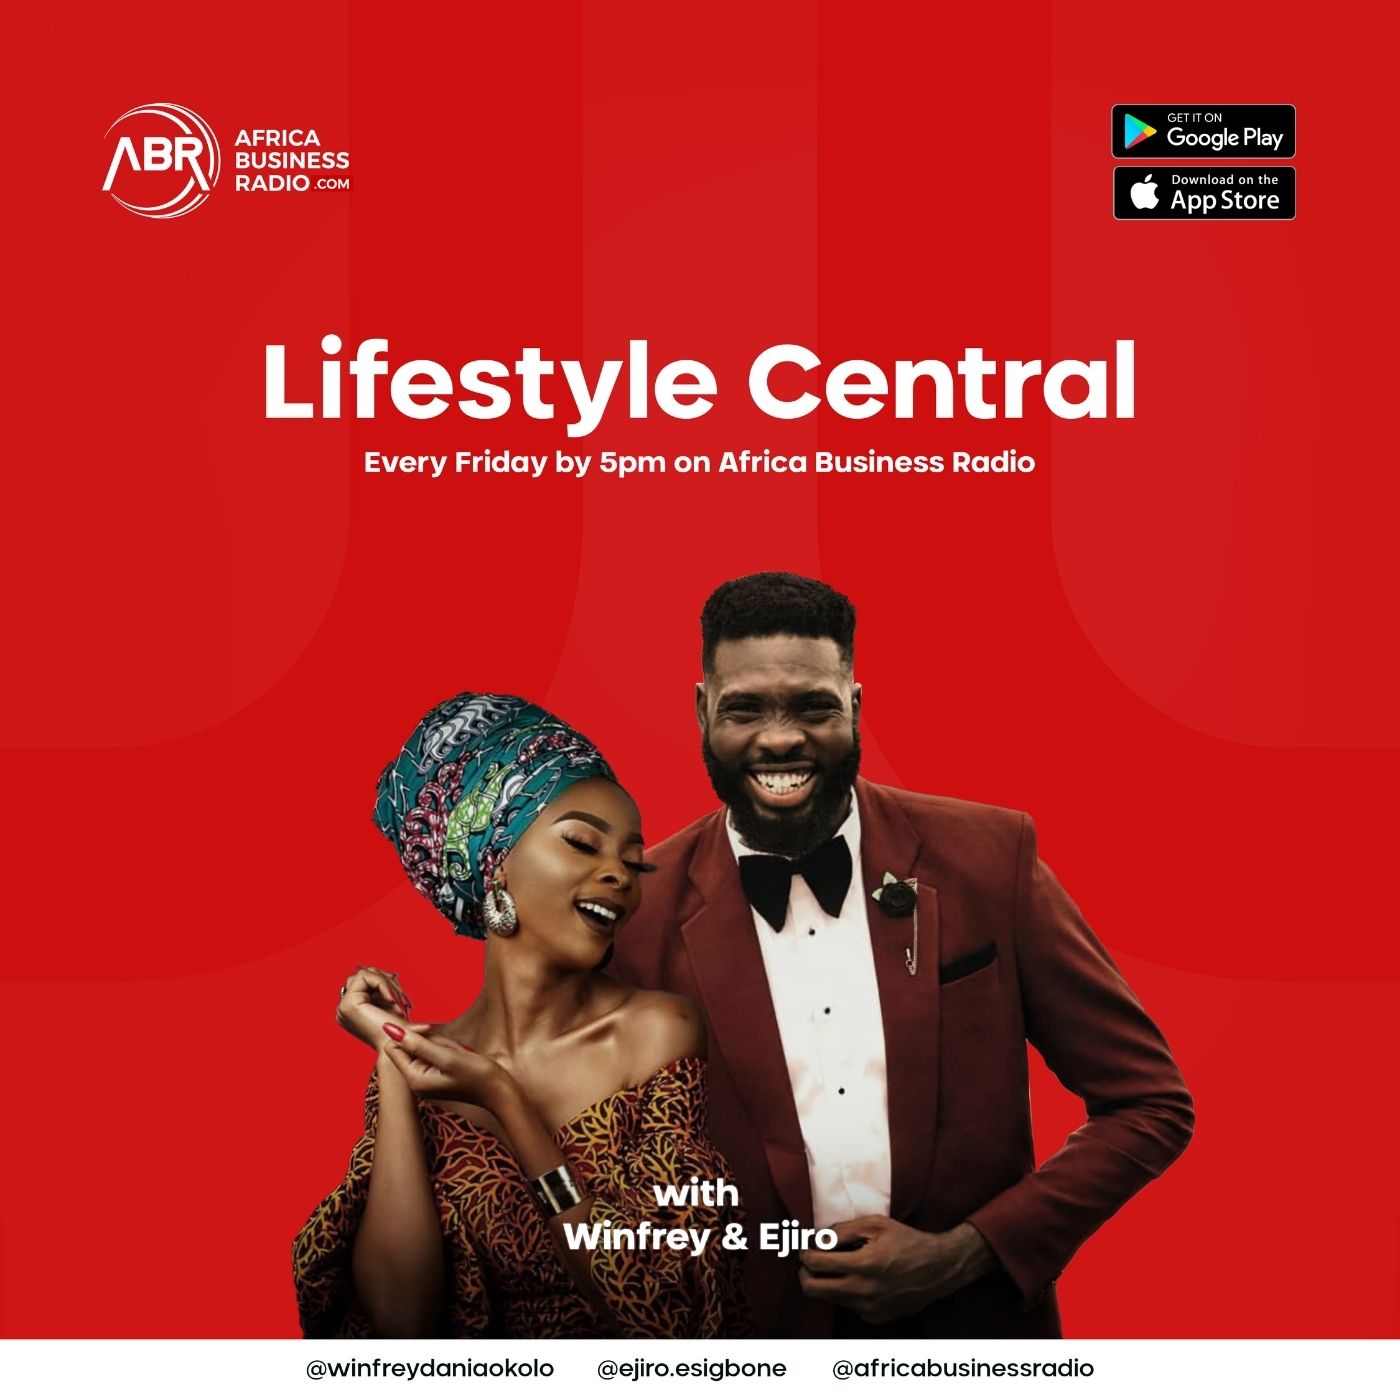 ABR
AFRICA
BUSINESS
RADIO.COM
GET IT ON
Google Play
Download on the
App Store
Lifestyle Central
Every Friday by 5pm on Africa Business Radio
with
Winfrey & Ejiro
@winfreydaniaokolo @ejiro.esigbone @africabusinessradio